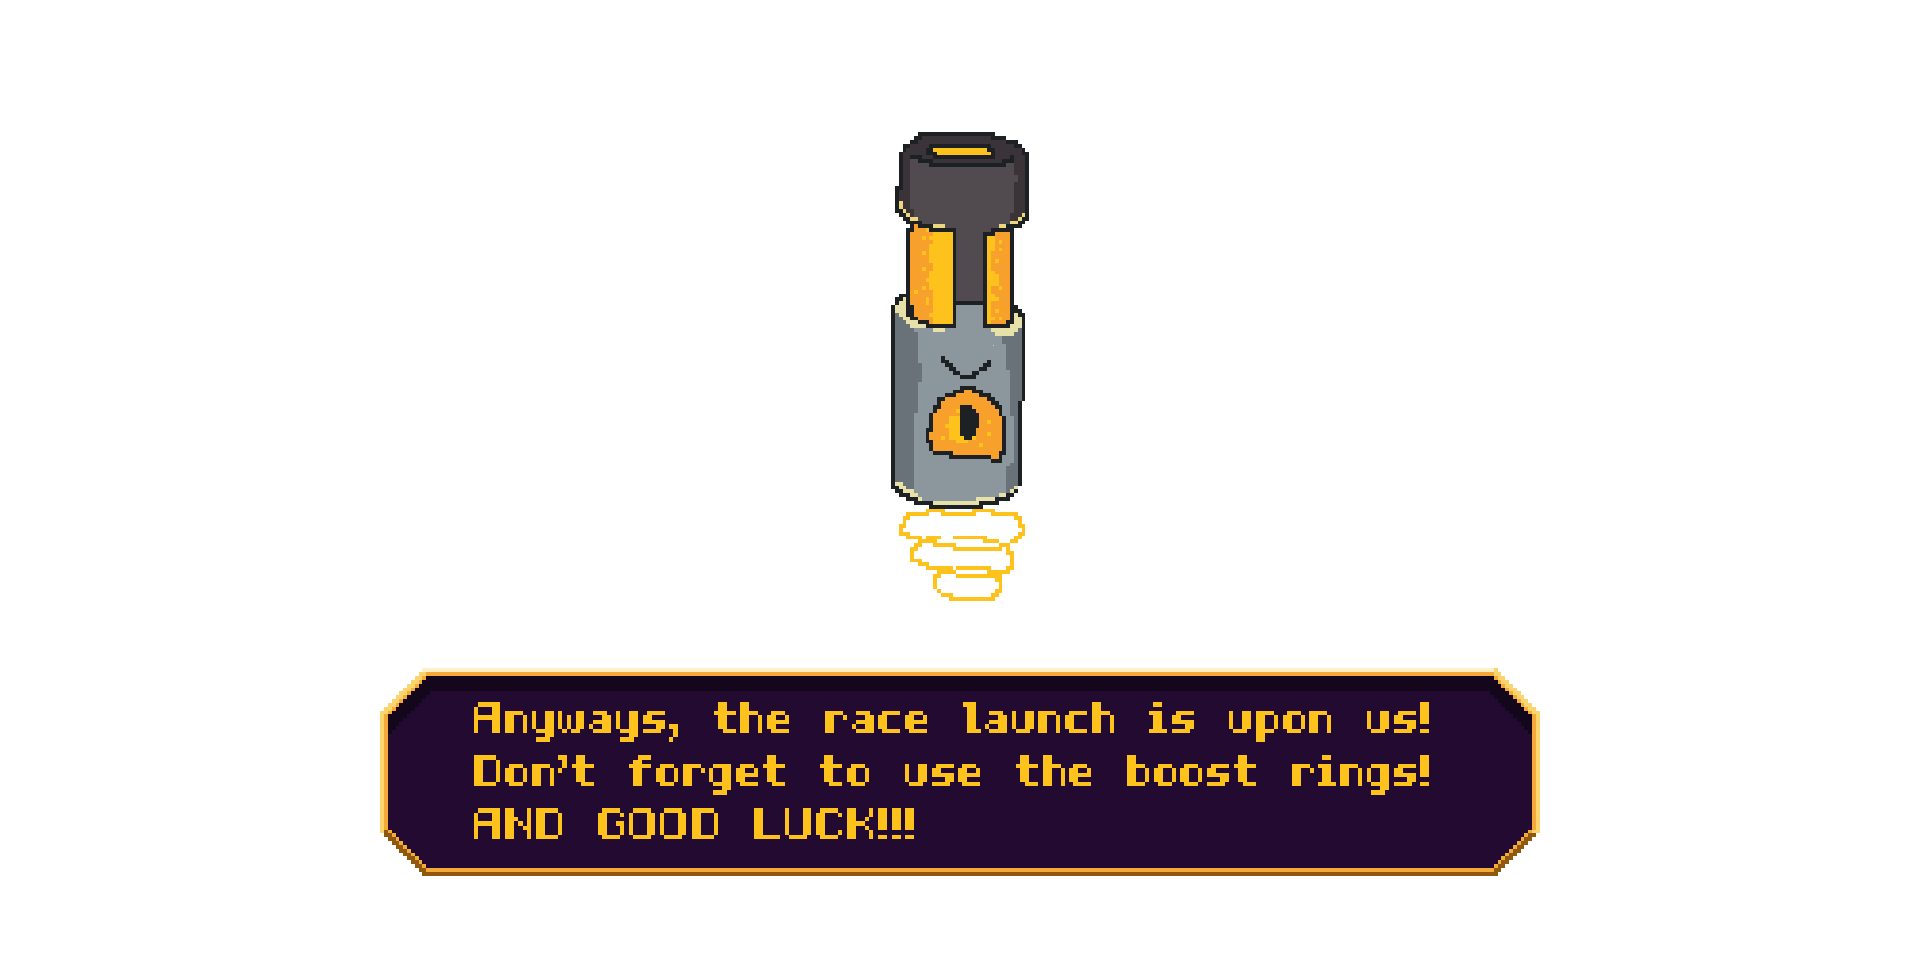 Anyways, the race launch is upon us!
Don't forget to use the boost rings!
AND GOOD LUCK!!!